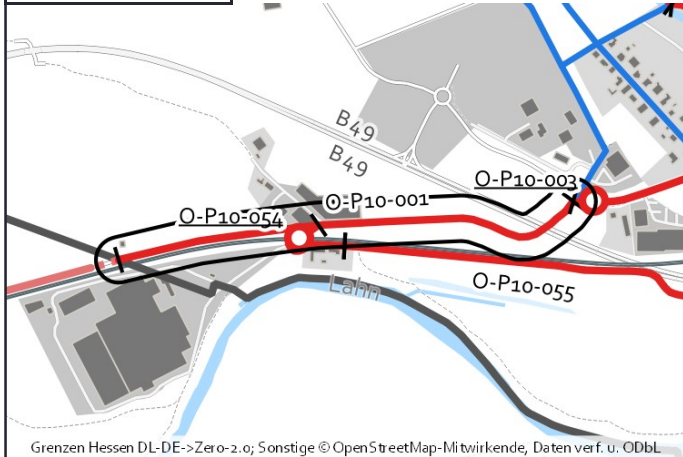 B49
B49
O-P10-003
O-P10-001
O-P10-054
O-P10-055
Lahn
Grenzen Hessen DL-DE->Zero-2.0; Sonstige © OpenStreetMap-Mitwirkende, Daten verf. u. ODbL